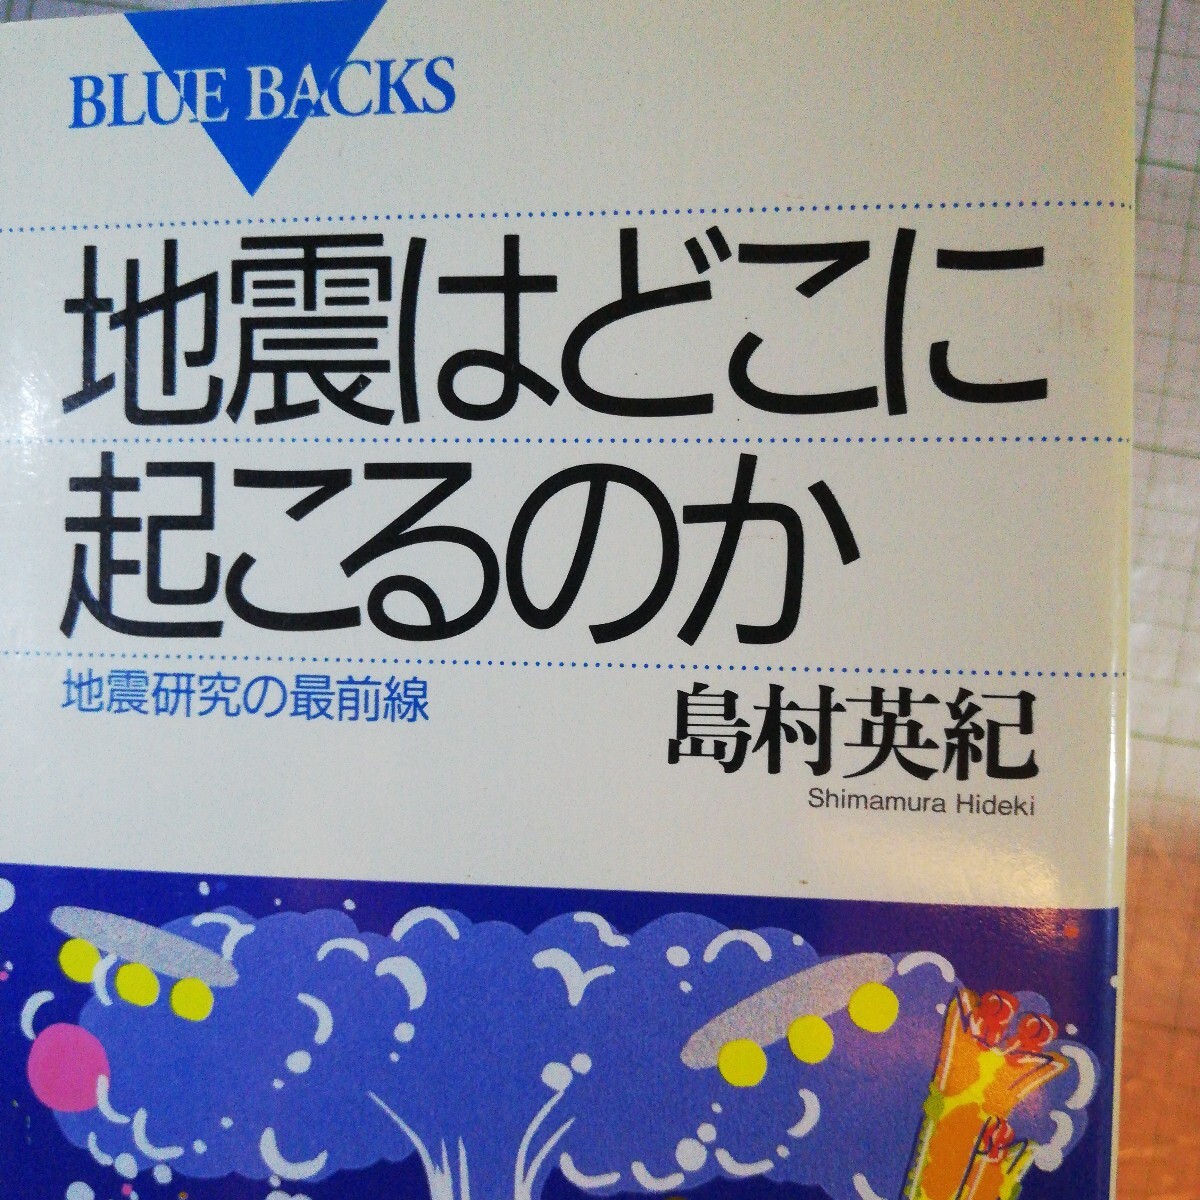 BLUE BACKS
地震はどこに
起こるのか
地震研究の最前線
島村英紀
Shimamura Hideki